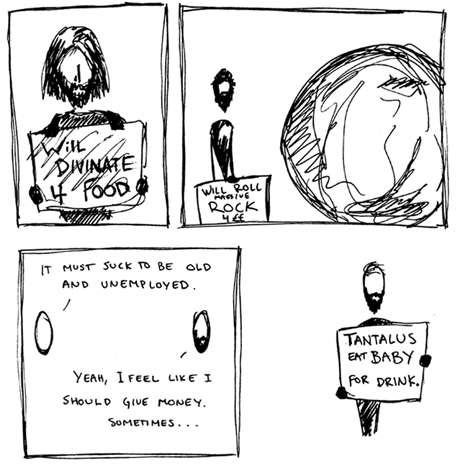 WiLL
DIVINATE
4 FOOD
WILL ROLL
MASSIVE
ROCK
4 ££
IT MUST SUCK TO BE OLD
AND UNEMPLOYED.
YEAH, I FEEL LIKE I
SHOULD GIVE MONEY.
SOMETIMES...
TANTALUS
EAT BABY
FOR DRINK.